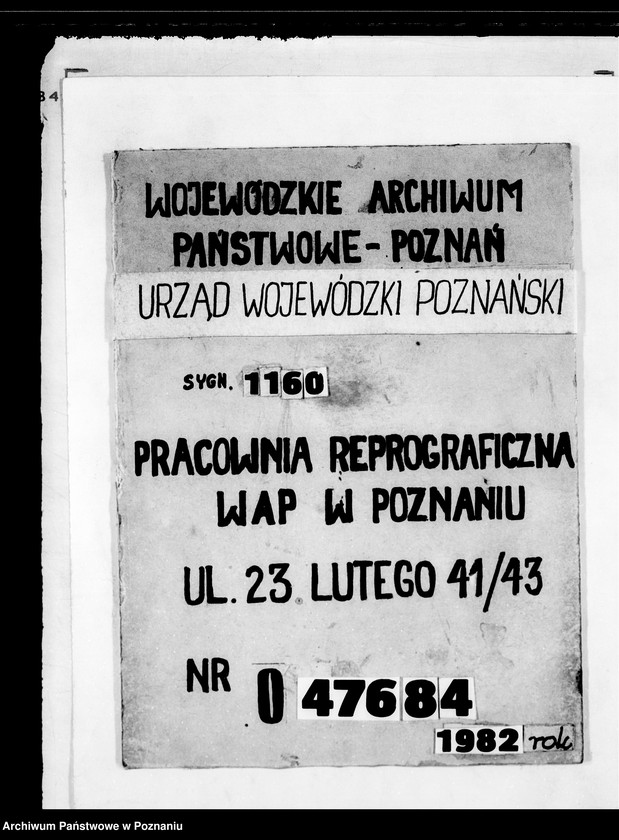 34
WOJEWÓDZKIE ARCHIWUM
PAŃSTWOWE - POZNAŃ
URZĄD WOJEWÓDZKI POZNAŃSKI
SYGN. 1160
PRACOWNIA REPROGRAFICZNA
WAP W POZNANIU
UL. 23 LUTEGO 41/43
NR 0 47684
1982 rok.
Archiwum Państwowe w Poznaniu